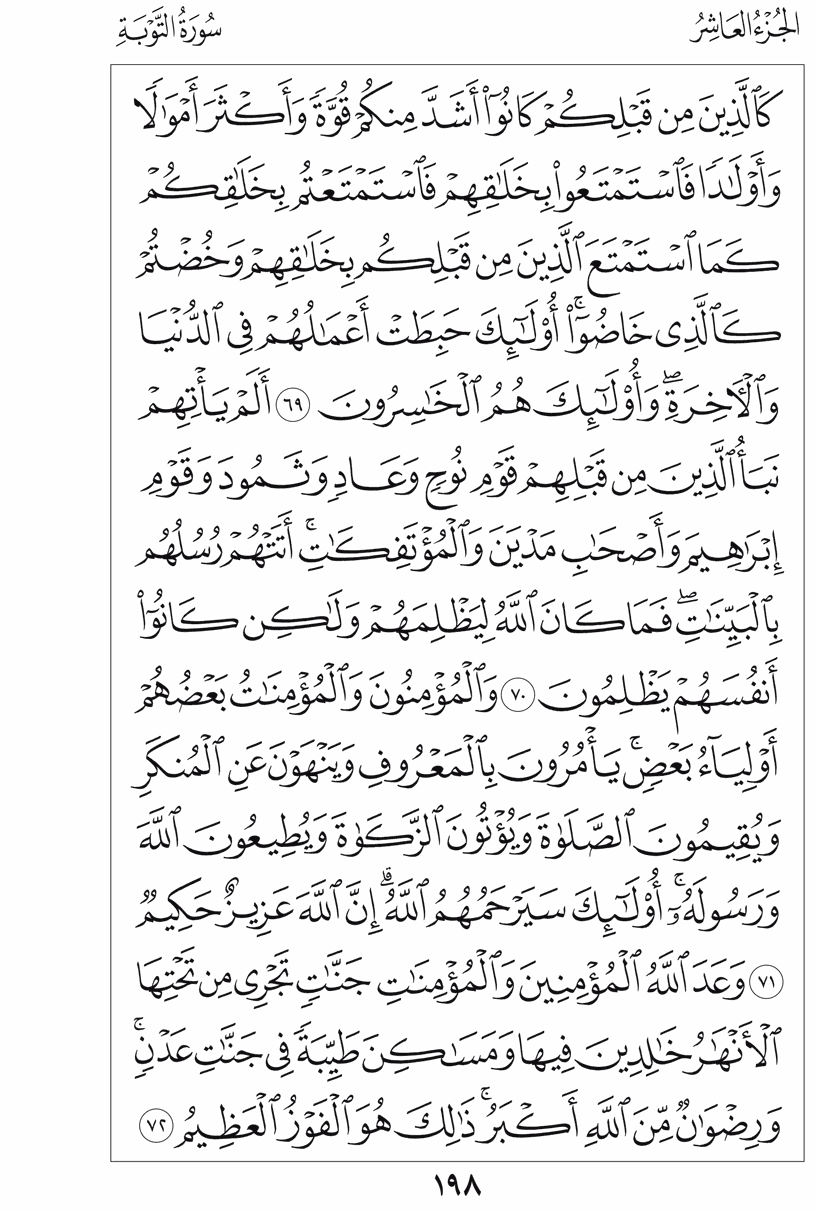 الجُزْءُ العَاشِرُ
سُورَةُ التَّوْبَةِ
كَٱلَّذِينَ مِن قَبْلِكُمْ كَانُوٓا۟ أَشَدَّ مِنكُمْ قُوَّةً وَأَكْثَرَ أَمْوَٰلًا
وَأَوْلَٰدًا فَٱسْتَمْتَعُوا۟ بِخَلَٰقِهِمْ فَٱسْتَمْتَعْتُم بِخَلَٰقِكُمْ
كَمَا ٱسْتَمْتَعَ ٱلَّذِينَ مِن قَبْلِكُم بِخَلَٰقِهِمْ وَخُضْتُمْ
كَٱلَّذِى خَاضُوٓا۟ ۚ أُو۟لَٰٓئِكَ حَبِطَتْ أَعْمَٰلُهُمْ فِى ٱلدُّنْيَا
وَٱلْءَاخِرَةِ ۖ وَأُو۟لَٰٓئِكَ هُمُ ٱلْخَٰسِرُونَ ٦٩ أَلَمْ يَأْتِهِمْ
نَبَأُ ٱلَّذِينَ مِن قَبْلِهِمْ قَوْمِ نُوحٍ وَعَادٍ وَثَمُودَ وَقَوْمِ
إِبْرَٰهِيمَ وَأَصْحَٰبِ مَدْيَنَ وَٱلْمُؤْتَفِكَٰتِ ۚ أَتَتْهُمْ رُسُلُهُم
بِٱلْبَيِّنَٰتِ ۖ فَمَا كَانَ ٱللَّهُ لِيَظْلِمَهُمْ وَلَٰكِن كَانُوٓا۟
أَنفُسَهُمْ يَظْلِمُونَ ٧٠ وَٱلْمُؤْمِنُونَ وَٱلْمُؤْمِنَٰتُ بَعْضُهُمْ
أَوْلِيَآءُ بَعْضٍ ۚ يَأْمُرُونَ بِٱلْمَعْرُوفِ وَيَنْهَوْنَ عَنِ ٱلْمُنكَرِ
وَيُقِيمُونَ ٱلصَّلَوٰةَ وَيُؤْتُونَ ٱلزَّكَوٰةَ وَيُطِيعُونَ ٱللَّهَ
وَرَسُولَهُۥٓ ۚ أُو۟لَٰٓئِكَ سَيَرْحَمُهُمُ ٱللَّهُ ۗ إِنَّ ٱللَّهَ عَزِيزٌ حَكِيمٌ
٧١ وَعَدَ ٱللَّهُ ٱلْمُؤْمِنِينَ وَٱلْمُؤْمِنَٰتِ جَنَّٰتٍ تَجْرِى مِن تَحْتِهَا
ٱلْأَنْهَٰرُ خَٰلِدِينَ فِيهَا وَمَسَٰكِنَ طَيِّبَةً فِى جَنَّٰتِ عَدْنٍ ۚ
وَرِضْوَٰنٌ مِّنَ ٱللَّهِ أَكْبَرُ ۚ ذَٰلِكَ هُوَ ٱلْفَوْزُ ٱلْعَظِيمُ ٧٢
١٩٨